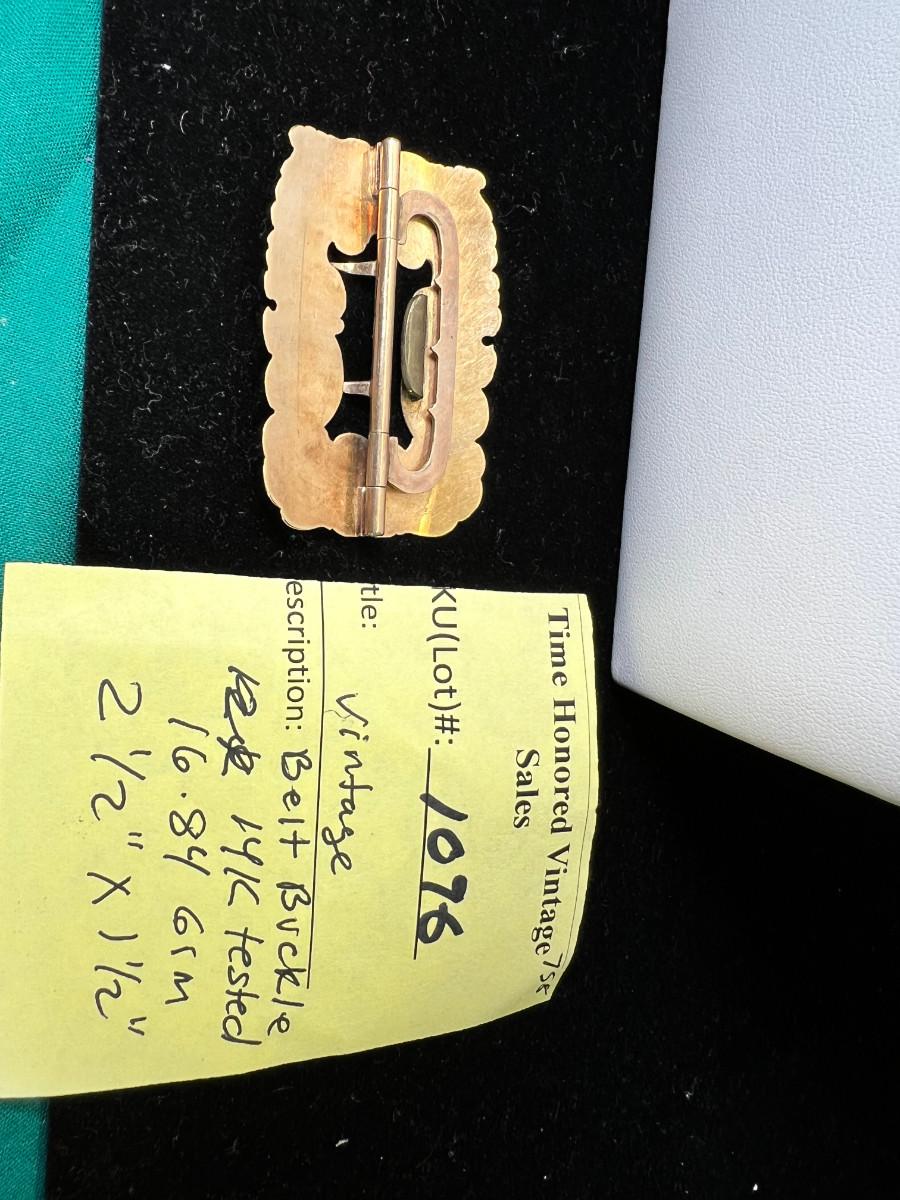 Time Honored Vintage
Sales
KU(Lot)#: 1076
tle: Vintage
escription: Belt Buckle
14K tested
16.84 Grm
2 1/2" X 1 1/2"